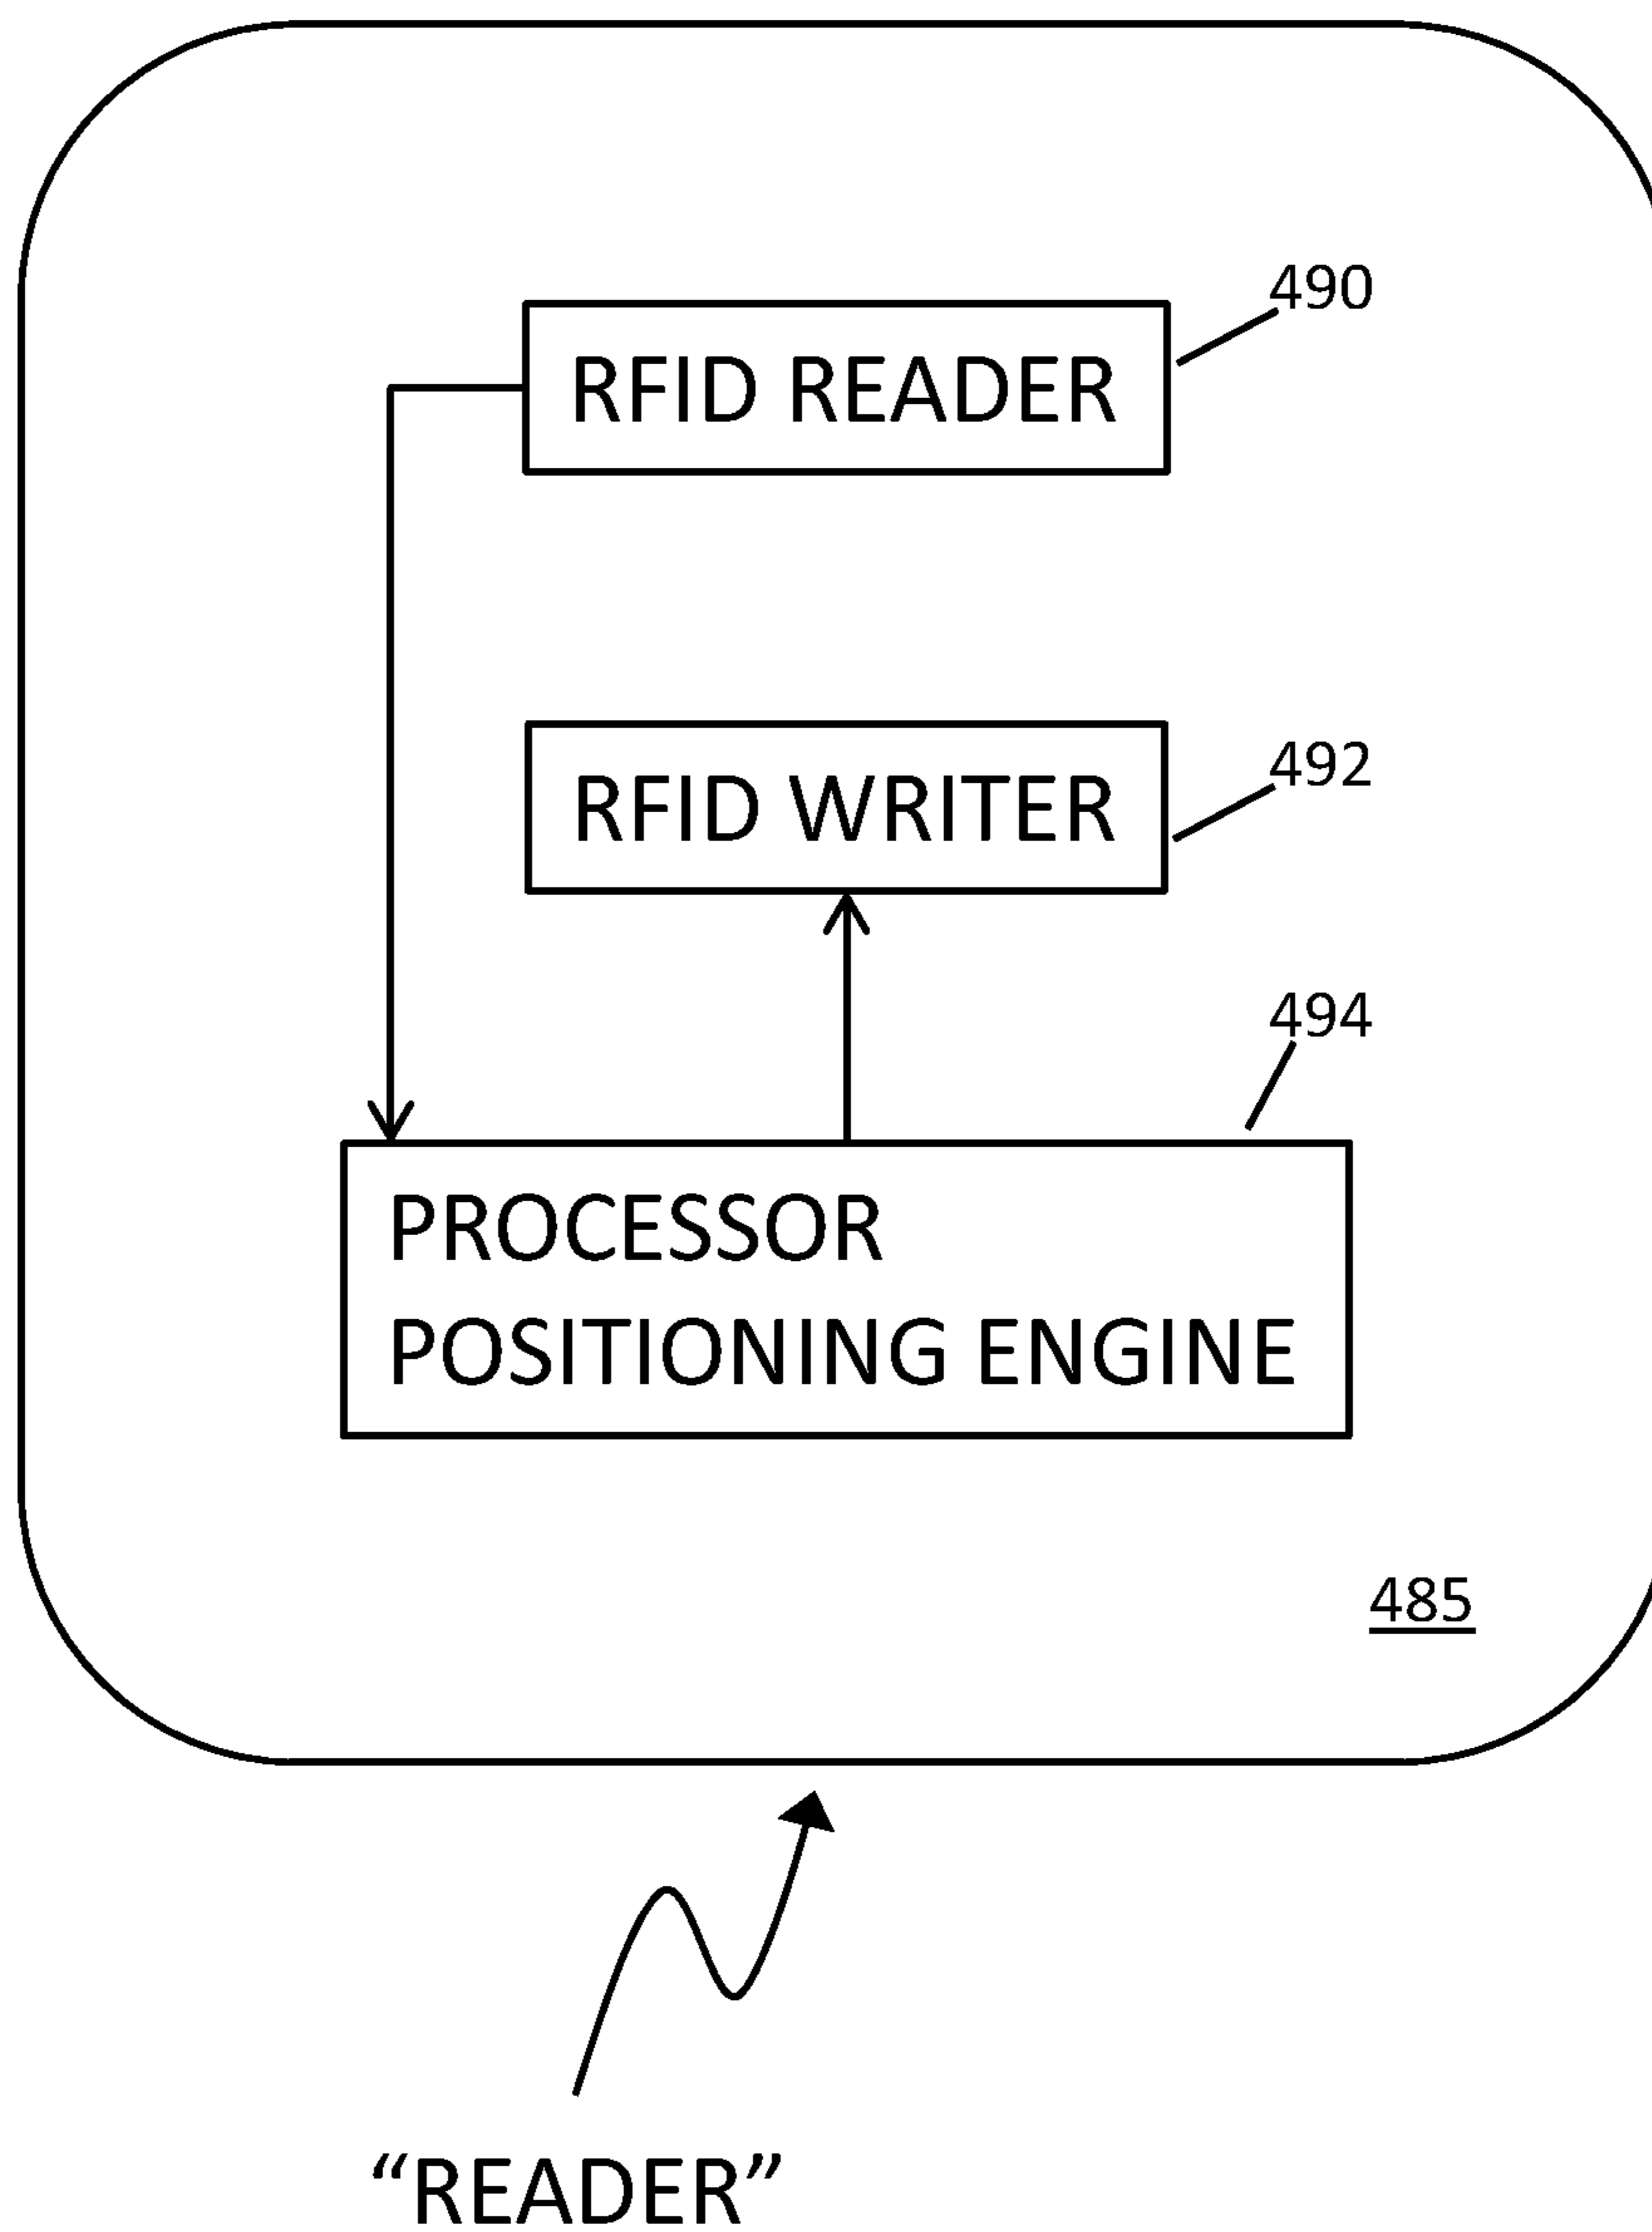 490
RFID READER
492
RFID WRITER
494
PROCESSOR
POSITIONING ENGINE
485
“READER”